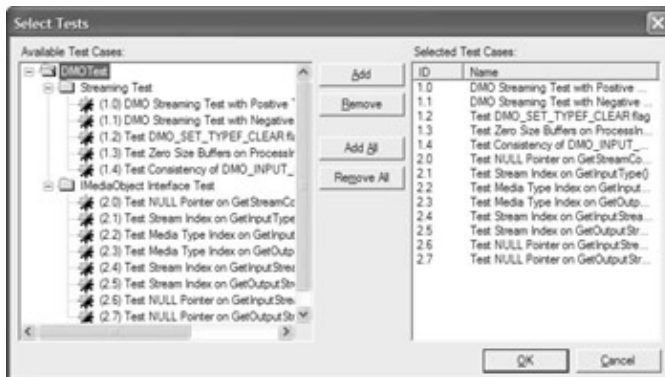 Select Tests
Available Test Cases:
DMOTest
Streaming Test
(1.0) DMO Streaming Test with Postive
(1.1) DMO Streaming Test with Negative
(1.2) Test DMO_SET_TYPEF_CLEAR fla
(1.3) Test Zero Size Buffers on ProcessIn
(1.4) Test Consistency of DMO_INPUT_
IMediaObject Interface Test
(2.0) Test NULL Pointer on GetStreamCo
(2.1) Test Stream Index on GetInputType
(2.2) Test Media Type Index on GetInput
(2.3) Test Media Type Index on GetOutp
(2.4) Test Stream Index on GetInputStrea
(2.5) Test Stream Index on GetOutputStr
(2.6) Test NULL Pointer on GetInputStre
(2.7) Test NULL Pointer on GetOutputStr
Add
Remove
Add All
Remove All
Selected Test Cases:
ID Name
1.0 DMO Streaming Test with Postive ...
1.1 DMO Streaming Test with Negative ...
1.2 Test DMO_SET_TYPEF_CLEAR flag
1.3 Test Zero Size Buffers on ProcessIn...
1.4 Test Consistency of DMO_INPUT_...
2.0 Test NULL Pointer on GetStreamCo...
2.1 Test Stream Index on GetInputType()
2.2 Test Media Type Index on GetInput...
2.3 Test Media Type Index on GetOutp...
2.4 Test Stream Index on GetInputStrea...
2.5 Test Stream Index on GetOutputStr...
2.6 Test NULL Pointer on GetInputStre...
2.7 Test NULL Pointer on GetOutputStr...
OK
Cancel